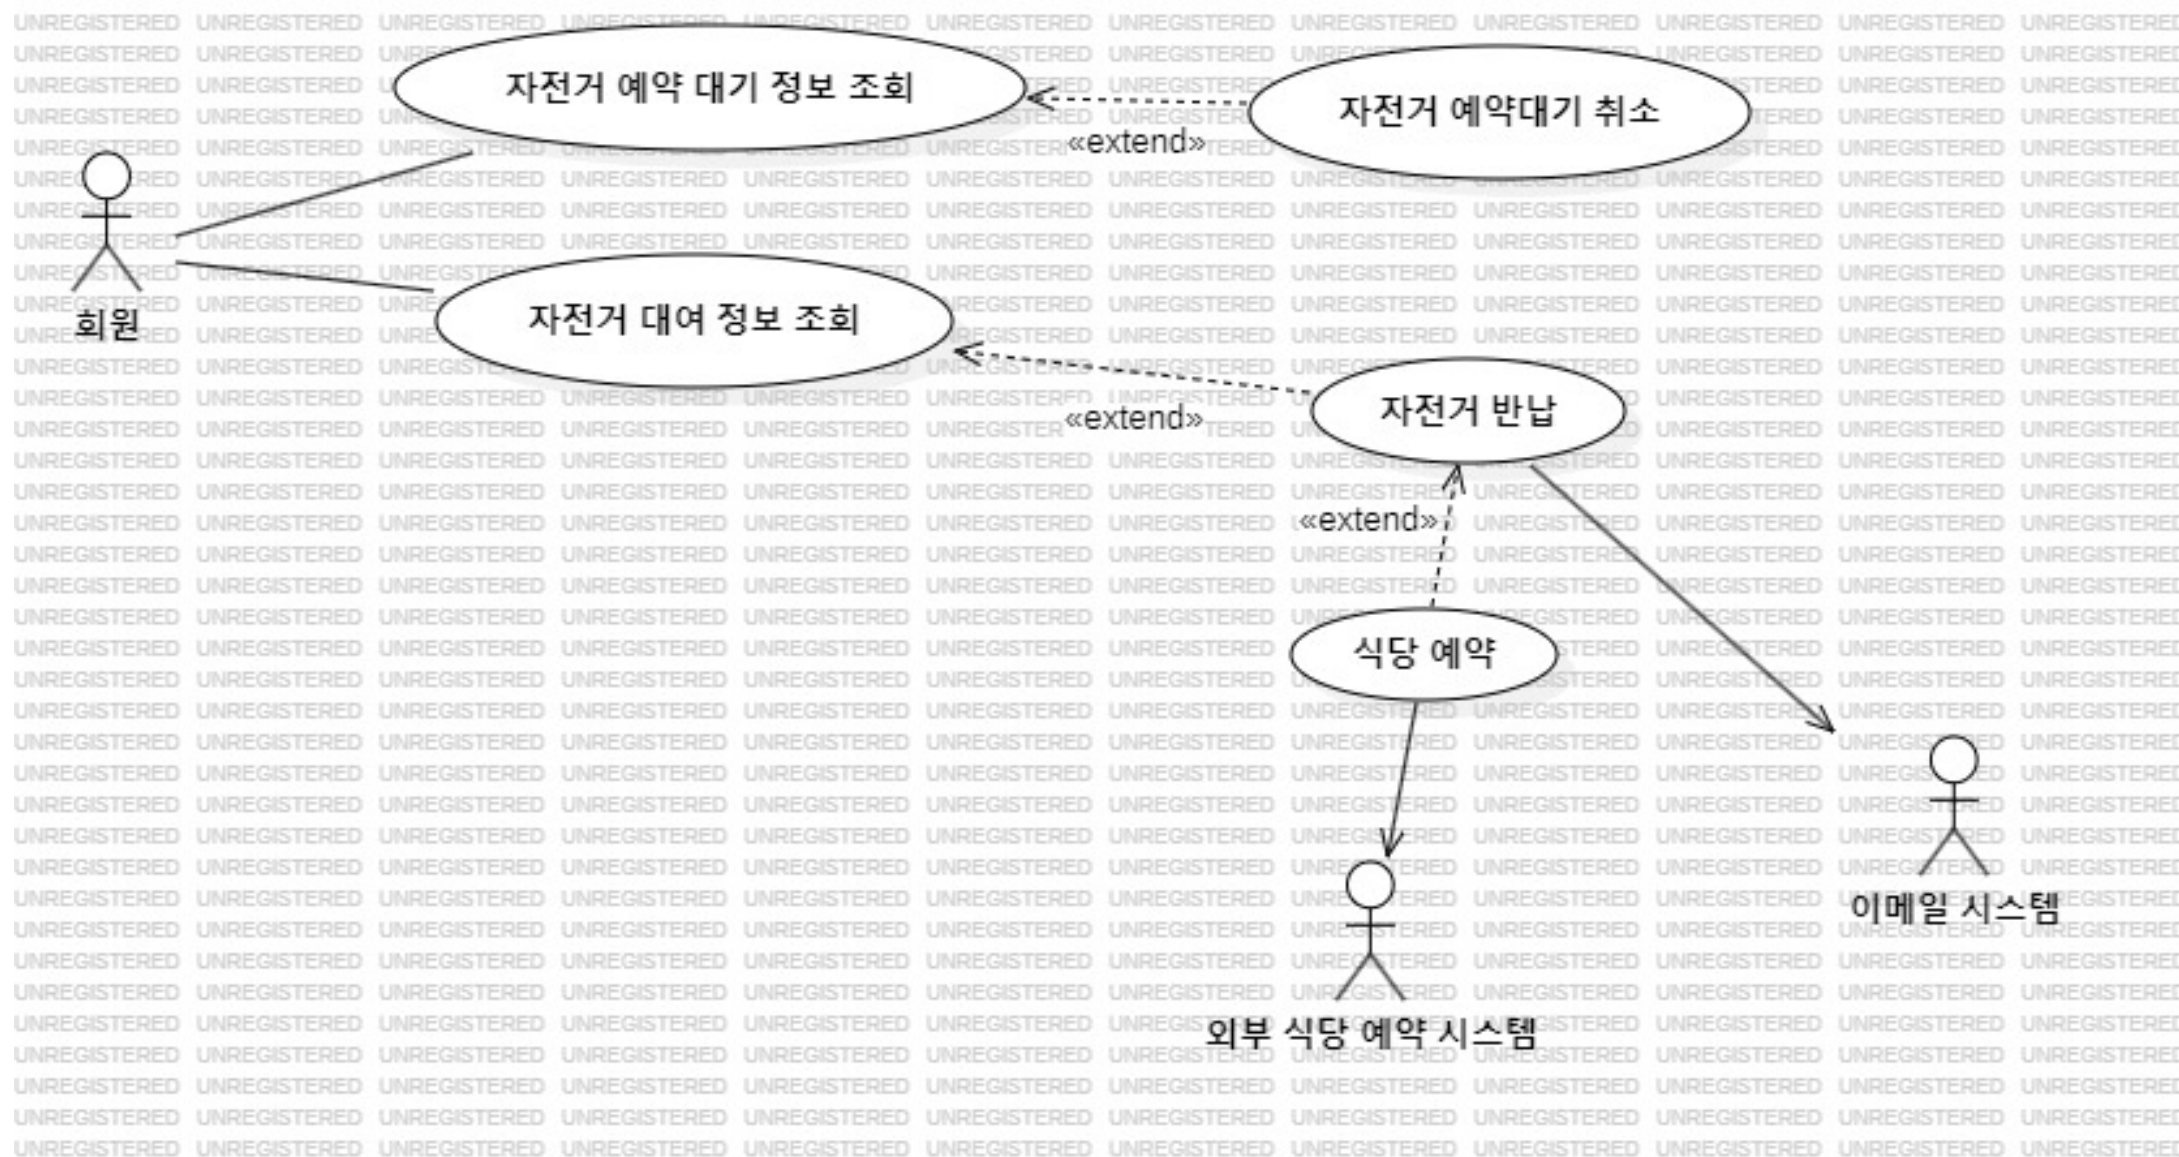 자전거 예약 대기 정보 조회
자전거 예약대기 취소
«extend»
회원
자전거 대여 정보 조회
«extend»
자전거 반납
«extend»
식당 예약
이메일 시스템
외부 식당 예약 시스템
UNREGISTERED